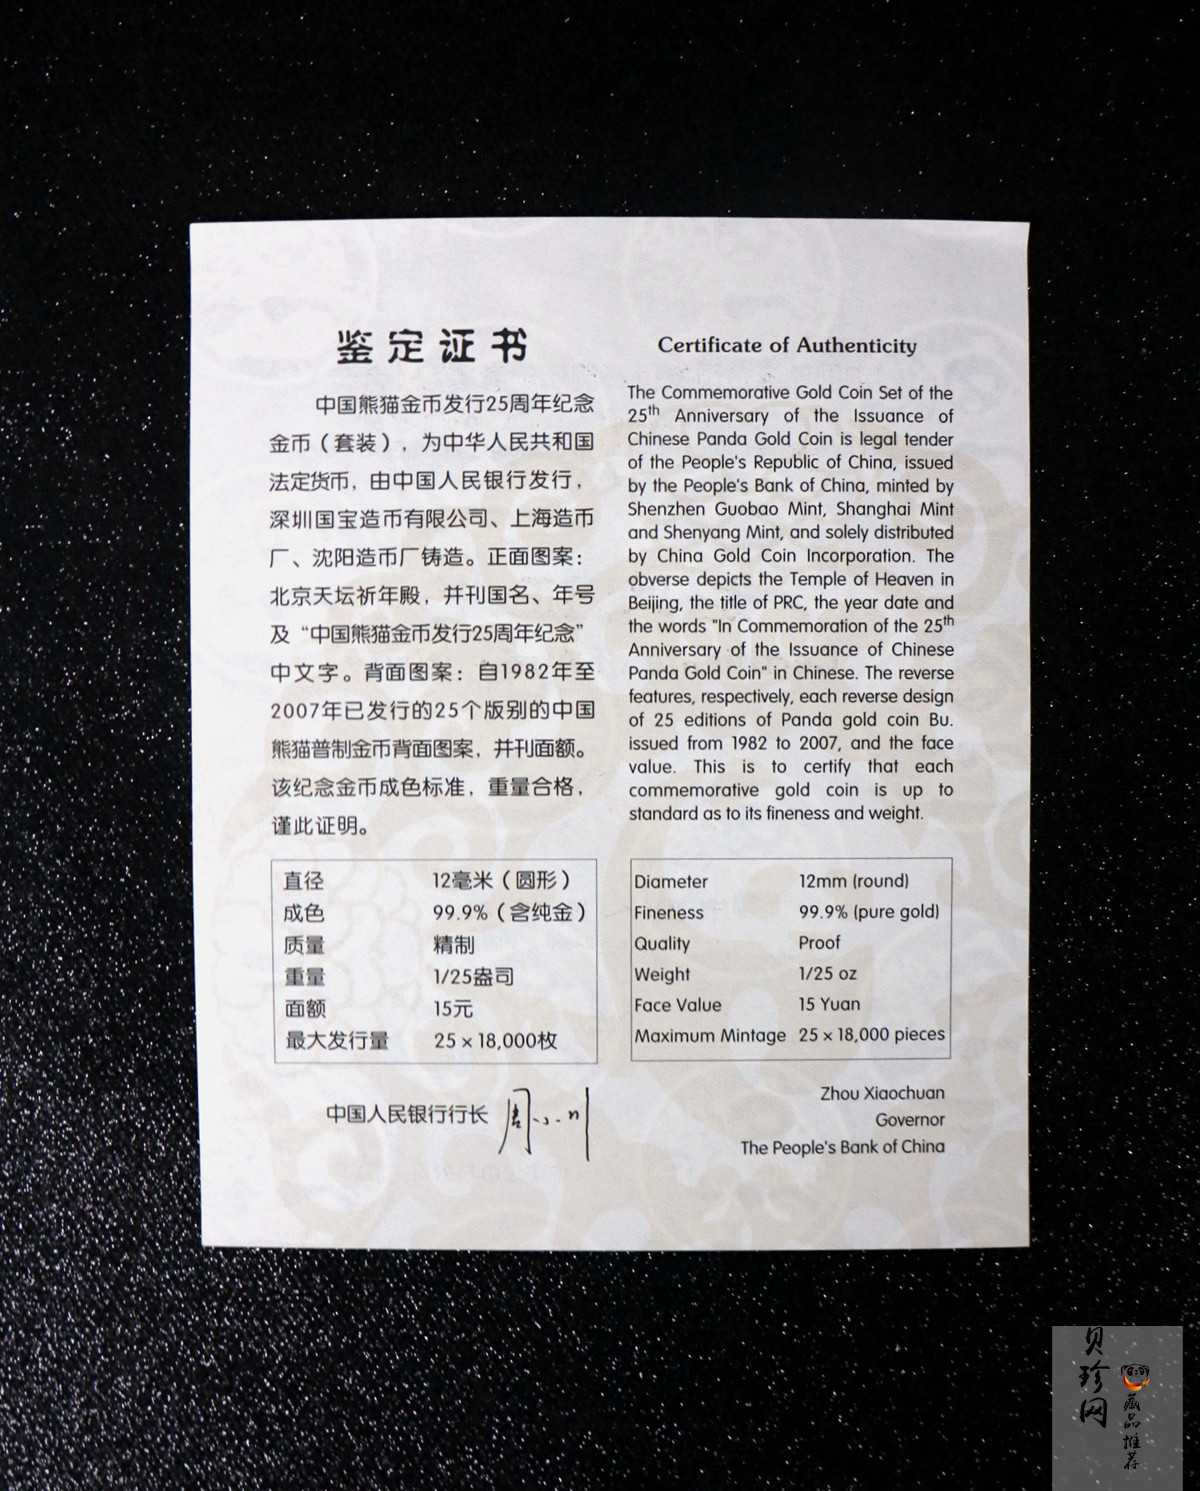 鉴定证书
中国熊猫金币发行25周年纪念
金币（套装），为中华人民共和国
法定货币，由中国人民银行发行，
深圳国宝造币有限公司、上海造币
厂、沈阳造币厂铸造。正面图案：
北京天坛祈年殿，并刊国名、年号
及“中国熊猫金币发行25周年纪念”
中文字。背面图案：自1982年至
2007年已发行的25个版别的中国
熊猫普制金币背面图案，并刊面额。
该纪念金币成色标准，重量合格，
谨此证明。
直径 12毫米（圆形）
成色 99.9%（含纯金）
质量 精制
重量 1/25盎司
面额 15元
最大发行量 25×18,000枚
中国人民银行行长 周小川
Certificate of Authenticity
The Commemorative Gold Coin Set of the
25th Anniversary of the Issuance of
Chinese Panda Gold Coin is legal tender
of the People's Republic of China, issued
by the People's Bank of China, minted by
Shenzhen Guobao Mint, Shanghai Mint
and Shenyang Mint, and solely distributed
by China Gold Coin Incorporation. The
obverse depicts the Temple of Heaven in
Beijing, the title of PRC, the year date and
the words "In Commemoration of the 25th
Anniversary of the Issuance of Chinese
Panda Gold Coin" in Chinese. The reverse
features, respectively, each reverse design
of 25 editions of Panda gold coin Bu.
issued from 1982 to 2007, and the face
value. This is to certify that each
commemorative gold coin is up to
standard as to its fineness and weight.
Diameter 12mm (round)
Fineness 99.9% (pure gold)
Quality Proof
Weight 1/25 oz
Face Value 15 Yuan
Maximum Mintage 25×18,000 pieces
Zhou Xiaochuan
Governor
The People's Bank of China
贝珍网
藏品推荐